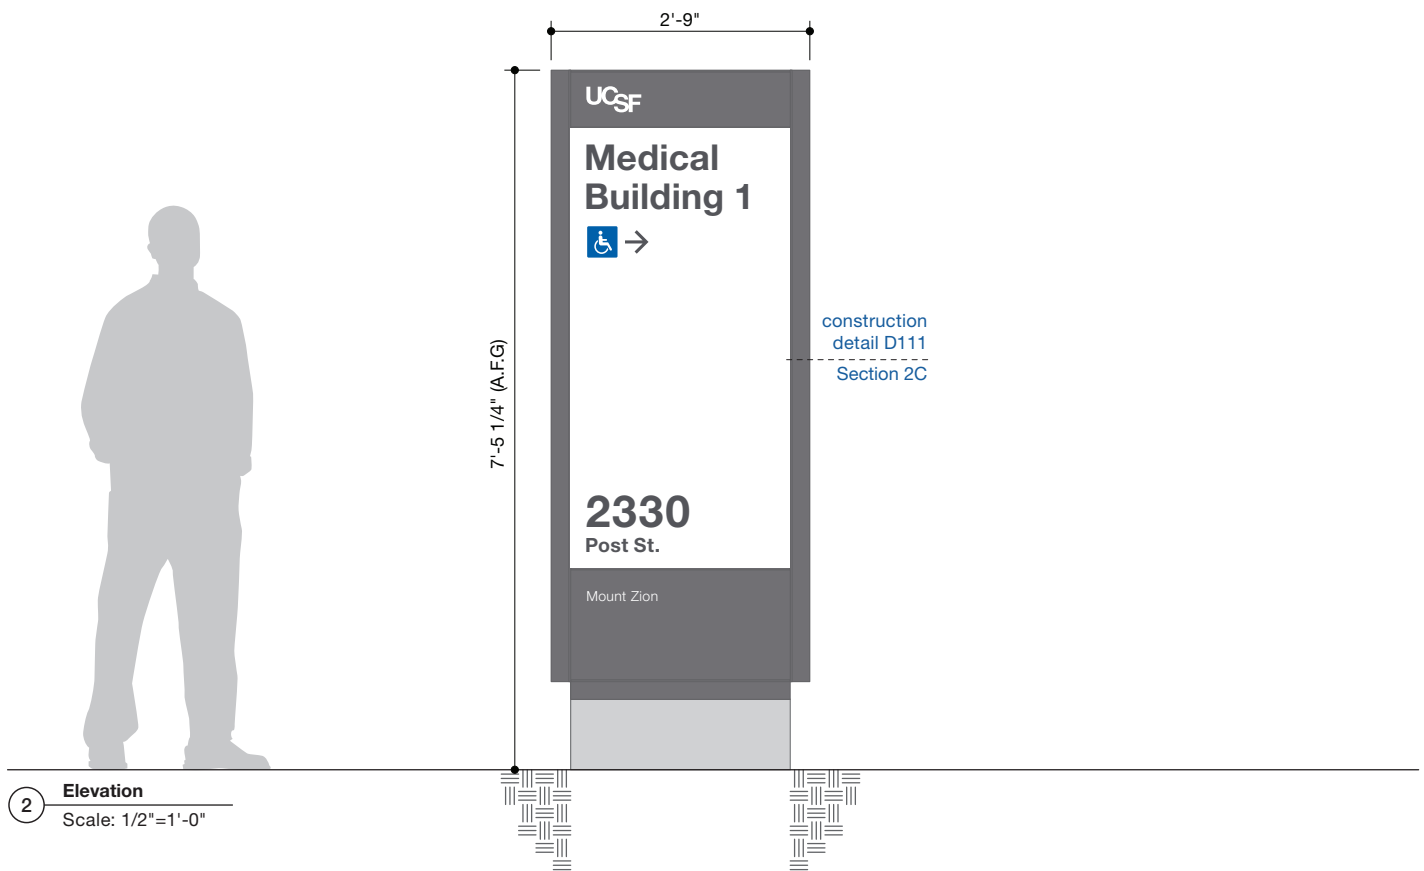 2'-9"
UCSF
Medical
Building 1
construction
detail D111
Section 2C
7'-5 1/4" (A.F.G)
2330
Post St.
Mount Zion
2
Elevation
Scale: 1/2"=1'-0"